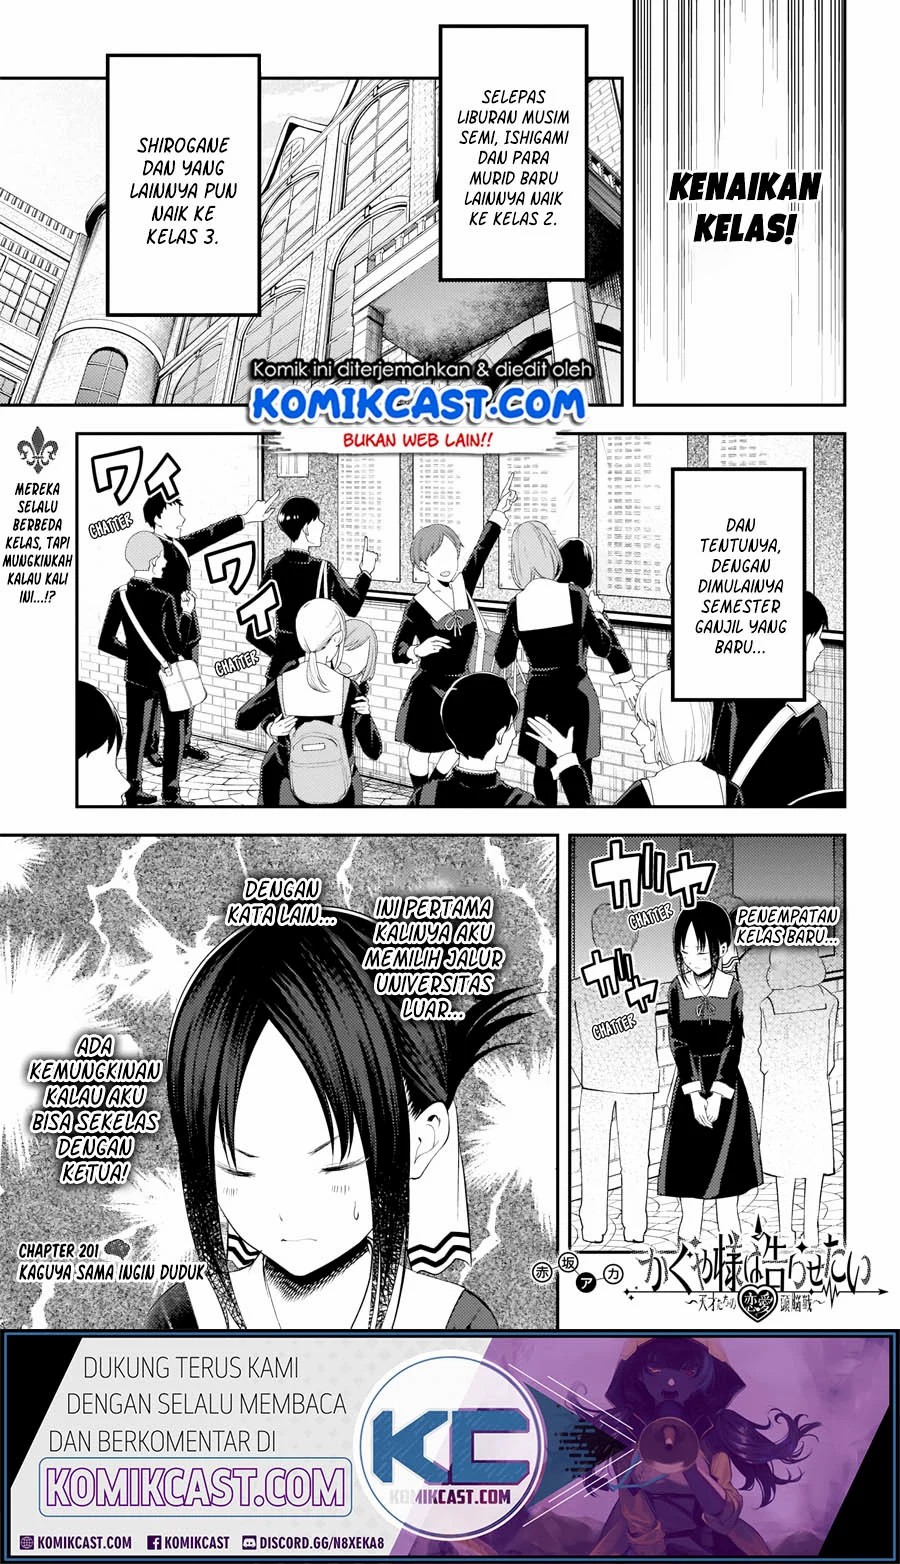 KENAIKAN
KELAS!
SELEPAS
LIBURAN MUSIM
SEMI, ISHIGAMI
DAN PARA
MURID BARU
LAINNYA NAIK
KE KELAS 2.
SHIROGANE
DAN YANG
LAINNYA PUN
NAIK KE
KELAS 3.
Komik ini diterjemahkan & diedit oleh
KOMIKCAST.COM
BUKAN WEB LAIN!!
DAN
TENTUNYA,
DENGAN
DIMULAINYA
SEMESTER
GANJIL YANG
BARU...
ワイ
CHATTER
ワイ
CHATTER
MEREKA
SELALU
BERBEDA
KELAS, TAPI
MUNGKINKAH
KALAU KALI
INI...!?
PENEMPATAN
KELAS BARU...
ガヤ
CHATTER
ガヤ
CHATTER
INI PERTAMA
KALINYA AKU
MEMILIH JALUR
UNIVERSITAS
LUAR...
DENGAN
KATA LAIN...
ADA
KEMUNGKINAN
KALAU AKU
BISA SEKELAS
DENGAN
KETUA!
CHAPTER 201
KAGUYA SAMA INGIN DUDUK
赤坂アカ
かぐや様は告らせたい
～天才たちの恋愛頭脳戦～
DUKUNG TERUS KAMI
DENGAN SELALU MEMBACA
DAN BERKOMENTAR DI
KOMIKCAST.COM
KC
KOMIKCAST.COM
KOMIKCAST.COM
KOMIKCAST
DISCORD.GG/N8XEKA8